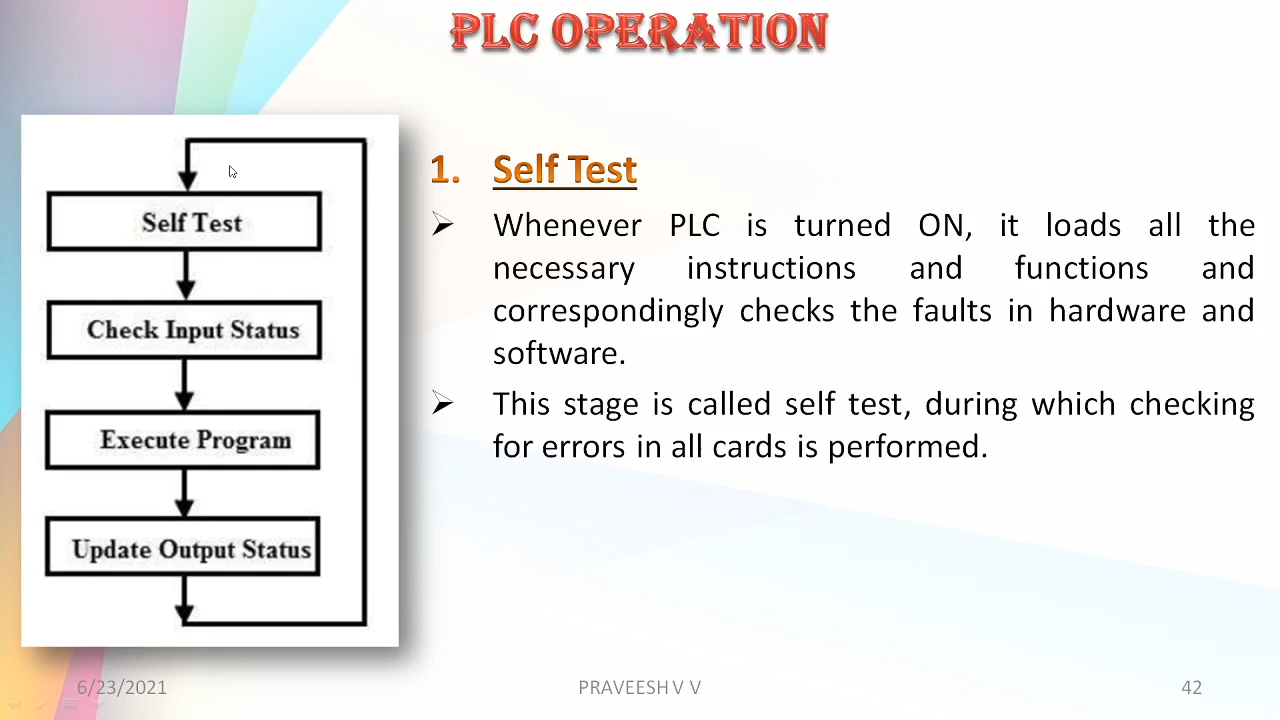 PLC OPERATION
Self Test
Check Input Status
Execute Program
Update Output Status
1. Self Test
➢ Whenever PLC is turned ON, it loads all the
necessary instructions and functions and
correspondingly checks the faults in hardware and
software.
➢ This stage is called self test, during which checking
for errors in all cards is performed.
6/23/2021
PRAVEESH V V
42